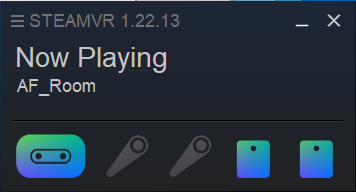 STEAMVR 1.22.13
Now Playing
AF_Room